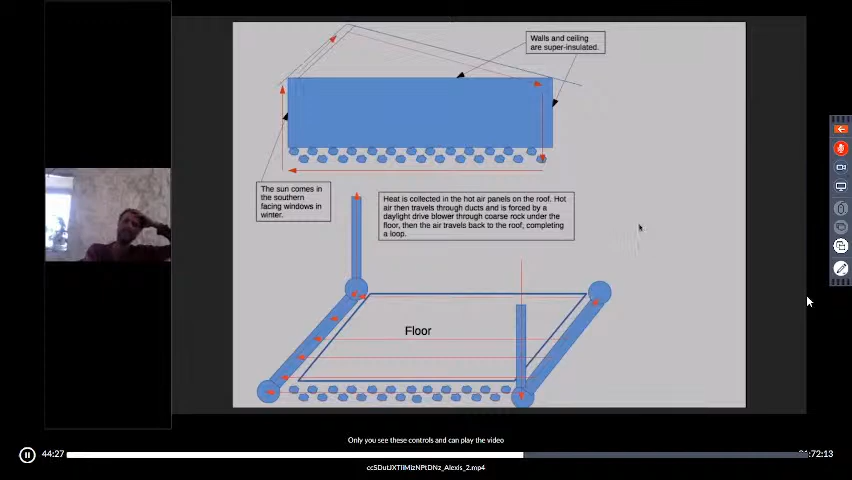 Walls and ceiling
are super-insulated.
The sun comes in
the southern
facing windows in
winter.
Heat is collected in the hot air panels on the roof. Hot
air then travels through ducts and is forced by a
daylight drive blower through coarse rock under the
floor, then the air travels back to the roof, completing
a loop.
Floor
Only you see these controls and can play the video
44:27